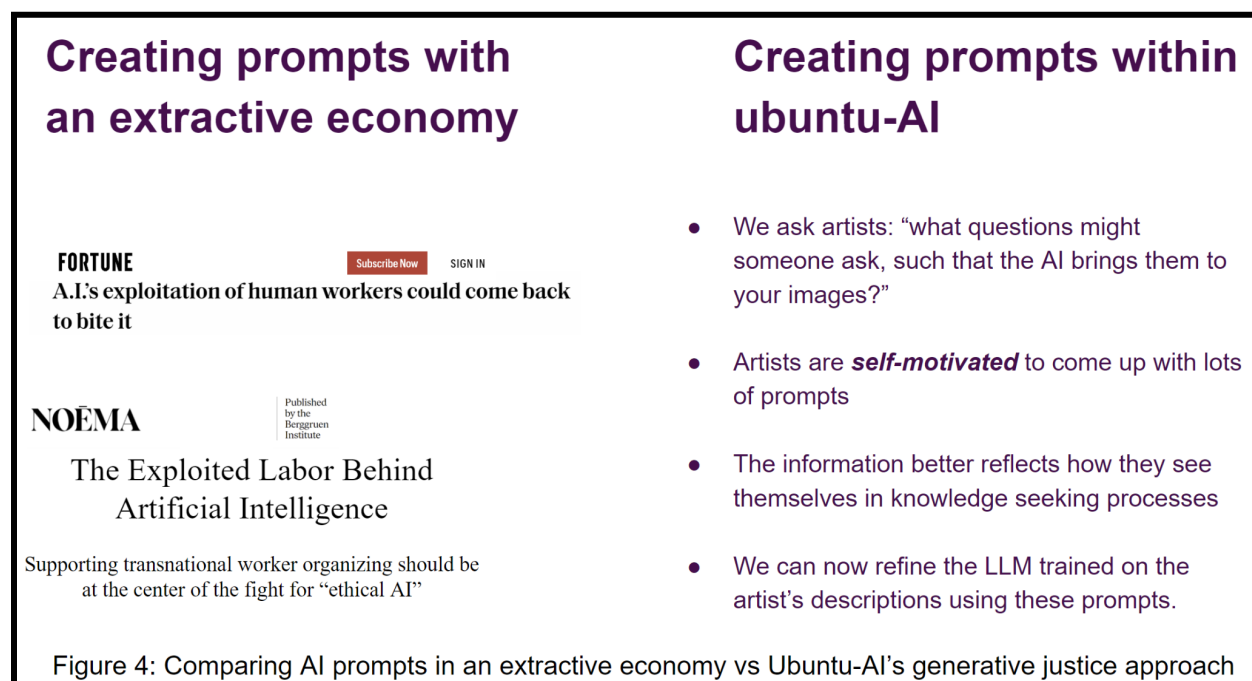 Creating prompts with
an extractive economy
FORTUNE
Subscribe Now
SIGN IN
A.I.'s exploitation of human workers could come back
to bite it
NOĒMA
Published
by the
Berggruen
Institute
The Exploited Labor Behind
Artificial Intelligence
Supporting transnational worker organizing should be
at the center of the fight for “ethical AI”
Creating prompts within
ubuntu-AI
● We ask artists: “what questions might
someone ask, such that the AI brings them to
your images?”
● Artists are self-motivated to come up with lots
of prompts
● The information better reflects how they see
themselves in knowledge seeking processes
● We can now refine the LLM trained on the
artist’s descriptions using these prompts.
Figure 4: Comparing AI prompts in an extractive economy vs Ubuntu-AI’s generative justice approach